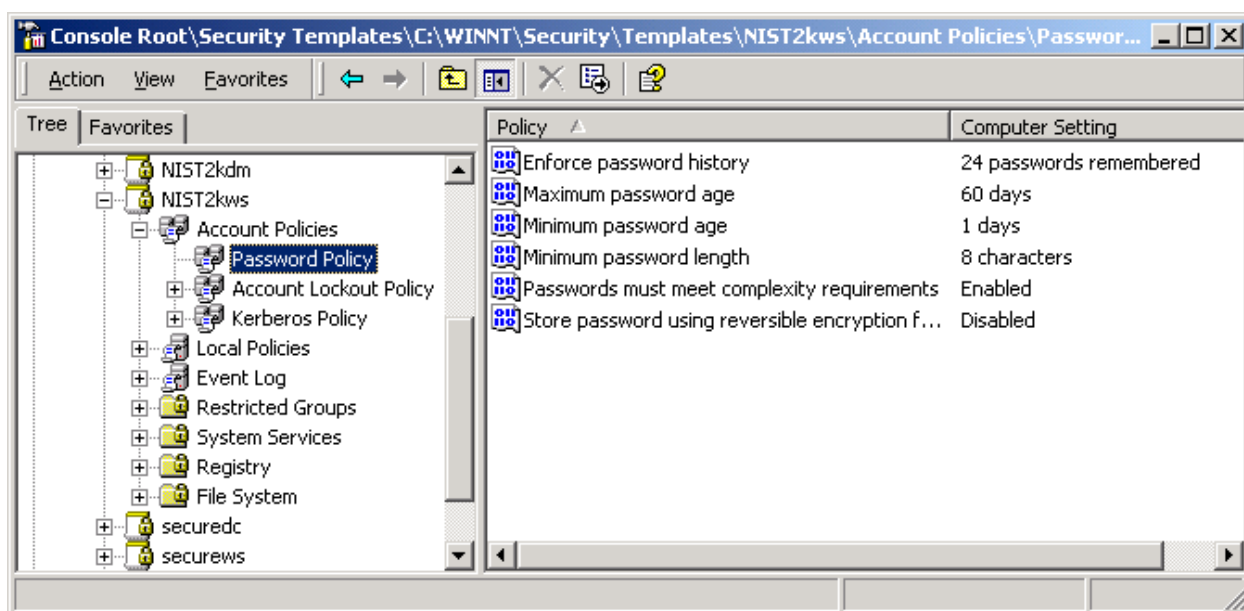 Console Root\Security Templates\C:\WINNT\Security\Templates\NIST2kws\Account Policies\Passwor...
Action View Favorites
Tree Favorites
Policy Computer Setting
NIST2kdm
NIST2kws
Account Policies
Password Policy
Account Lockout Policy
Kerberos Policy
Local Policies
Event Log
Restricted Groups
System Services
Registry
File System
securedc
securews
Enforce password history 24 passwords remembered
Maximum password age 60 days
Minimum password age 1 days
Minimum password length 8 characters
Passwords must meet complexity requirements Enabled
Store password using reversible encryption f... Disabled